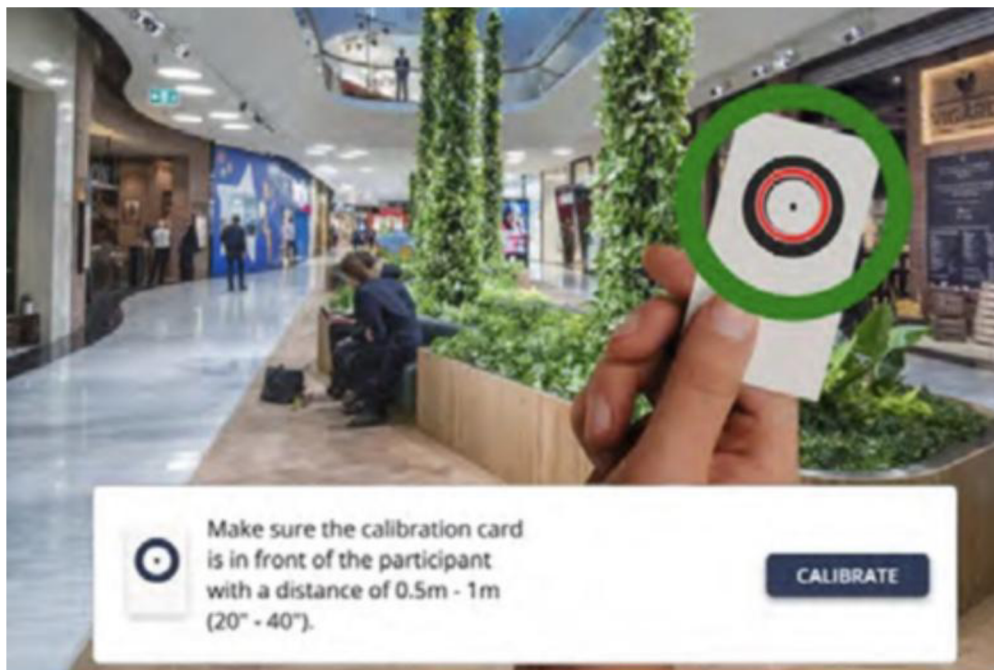 Make sure the calibration card
is in front of the participant
with a distance of 0.5m - 1m
(20" - 40").
CALIBRATE